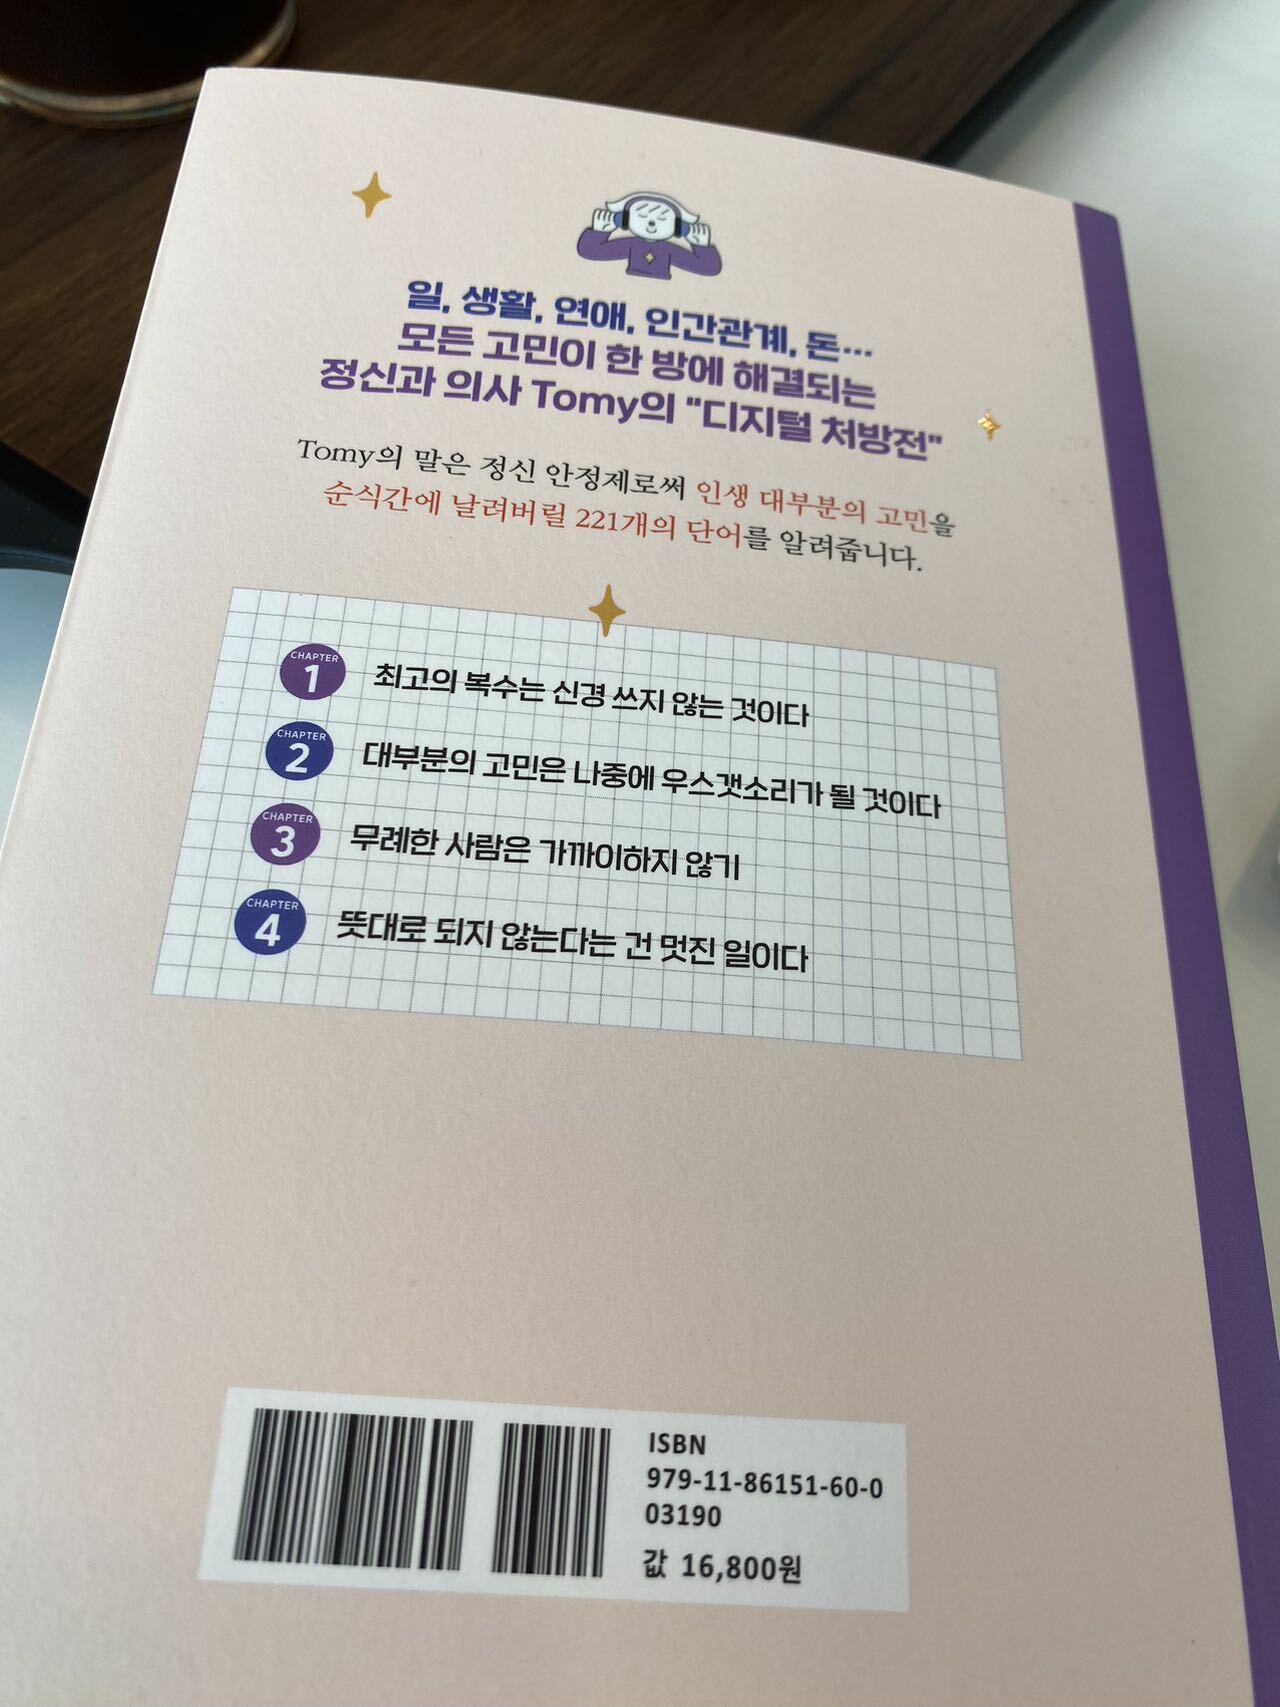 일, 생활, 연애, 인간관계, 돈…
모든 고민이 한 방에 해결되는
정신과 의사 Tomy의 "디지털 처방전"
Tomy의 말은 정신 안정제로써 인생 대부분의 고민을
순식간에 날려버릴 221개의 단어를 알려줍니다.
CHAPTER
1 최고의 복수는 신경 쓰지 않는 것이다
CHAPTER
2 대부분의 고민은 나중에 우스갯소리가 될 것이다
CHAPTER
3 무례한 사람은 가까이하지 않기
CHAPTER
4 뜻대로 되지 않는다는 건 멋진 일이다
ISBN
979-11-86151-60-0
03190
값 16,800원